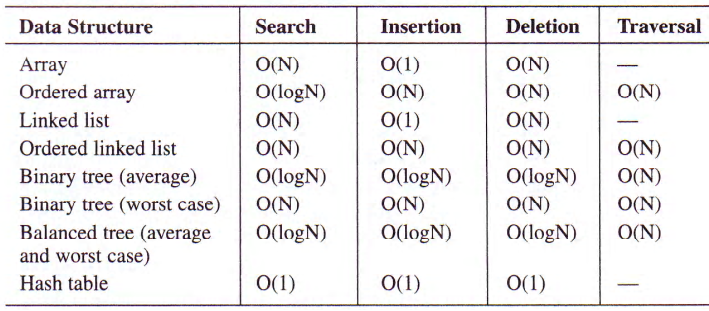 Data Structure Search Insertion Deletion Traversal
Array O(N) O(1) O(N) —
Ordered array O(logN) O(N) O(N) O(N)
Linked list O(N) O(1) O(N) —
Ordered linked list O(N) O(N) O(N) O(N)
Binary tree (average) O(logN) O(logN) O(logN) O(N)
Binary tree (worst case) O(N) O(N) O(N) O(N)
Balanced tree (average O(logN) O(logN) O(logN) O(N)
and worst case)
Hash table O(1) O(1) O(1) —